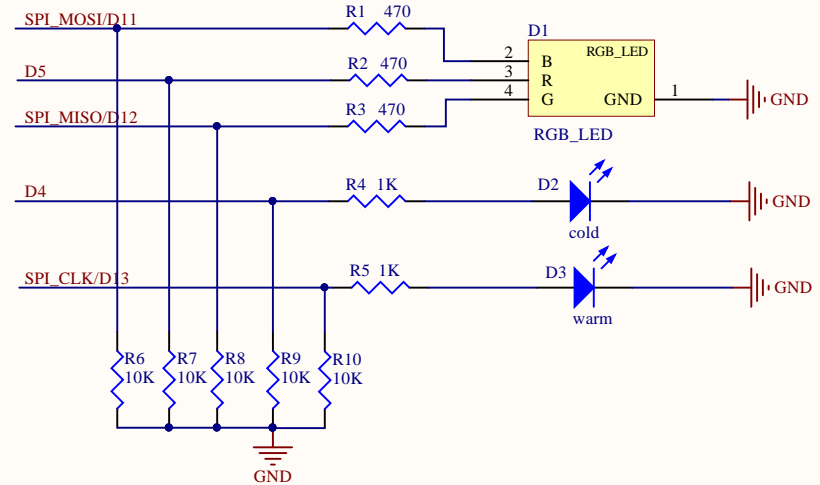 SPI_MOSI/D11 R1 470 D1
RGB_LED
2 B
D5 R2 470 3 R
4 G GND 1 GND
SPI_MISO/D12 R3 470
RGB_LED
D4 R4 1K D2 GND
cold
SPI_CLK/D13 R5 1K D3 GND
warm
R6 R7 R8 R9 R10
10K 10K 10K 10K 10K
GND